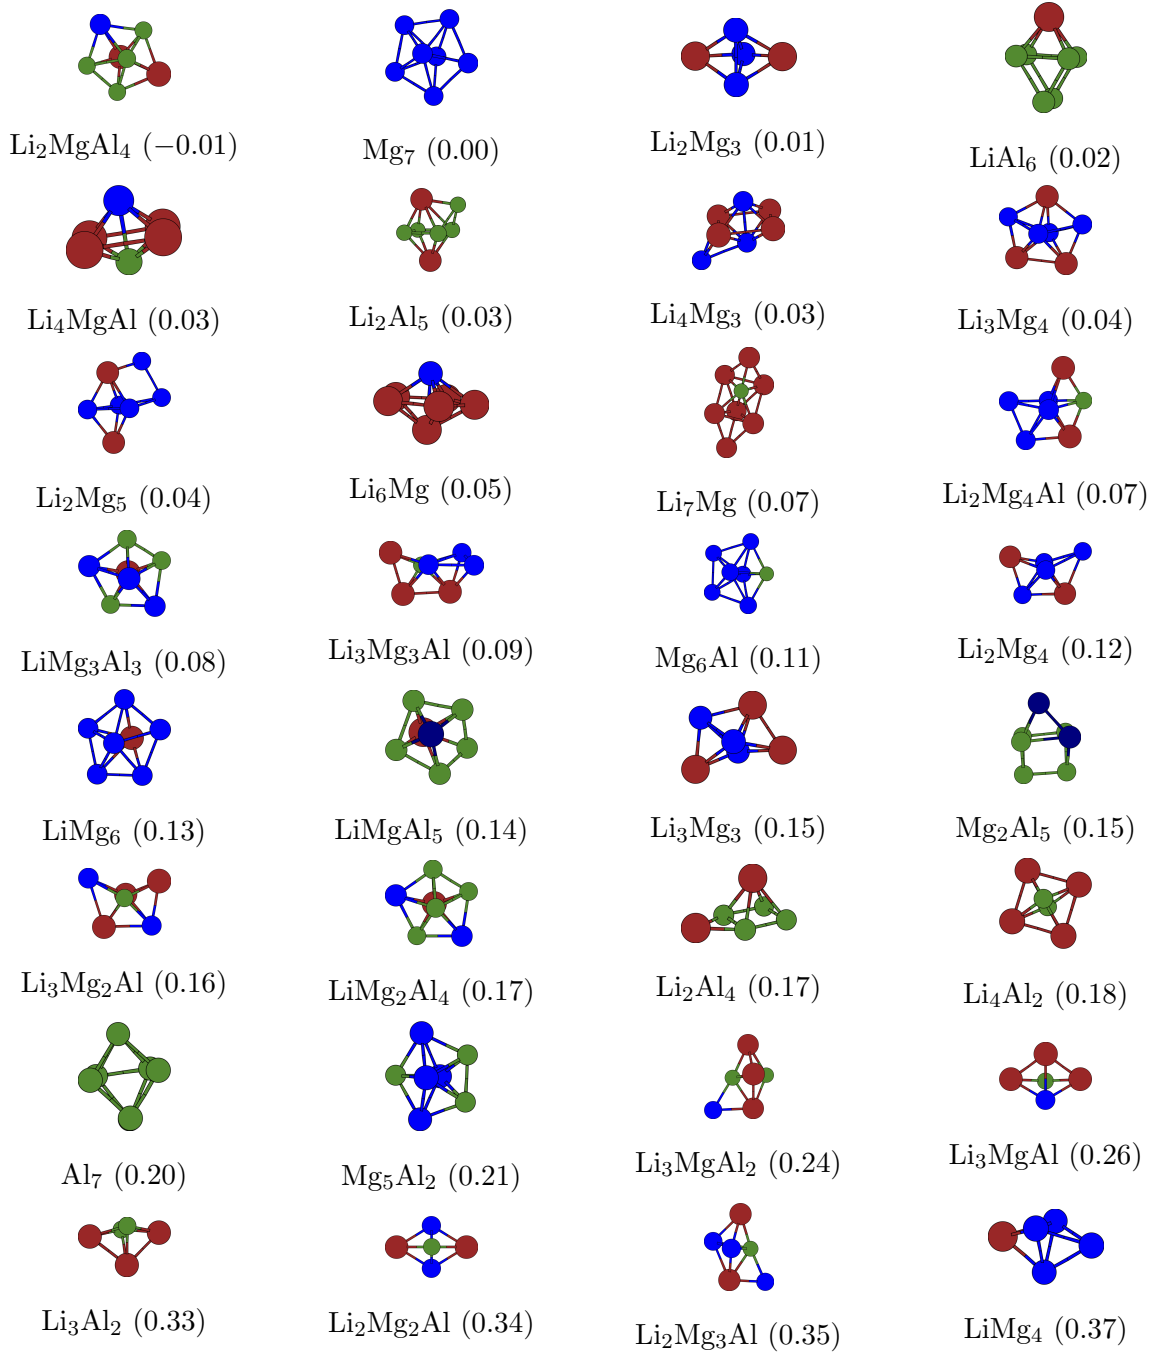 Li₂MgAl₄ (−0.01) Mg₇ (0.00) Li₂Mg₃ (0.01) LiAl₆ (0.02)
Li₄MgAl (0.03) Li₂Al₅ (0.03) Li₄Mg₃ (0.03) Li₃Mg₄ (0.04)
Li₂Mg₅ (0.04) Li₆Mg (0.05) Li₇Mg (0.07) Li₂Mg₄Al (0.07)
LiMg₃Al₃ (0.08) Li₃Mg₃Al (0.09) Mg₆Al (0.11) Li₂Mg₄ (0.12)
LiMg₆ (0.13) LiMgAl₅ (0.14) Li₃Mg₃ (0.15) Mg₂Al₅ (0.15)
Li₃Mg₂Al (0.16) LiMg₂Al₄ (0.17) Li₂Al₄ (0.17) Li₄Al₂ (0.18)
Al₇ (0.20) Mg₅Al₂ (0.21) Li₃MgAl₂ (0.24) Li₃MgAl (0.26)
Li₃Al₂ (0.33) Li₂Mg₂Al (0.34) Li₂Mg₃Al (0.35) LiMg₄ (0.37)